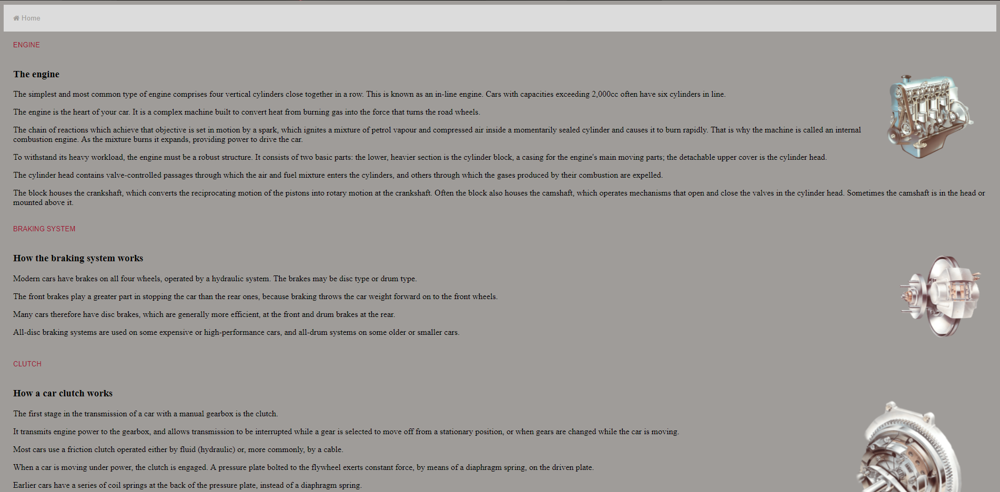 Home
ENGINE
The engine
The simplest and most common type of engine comprises four vertical cylinders close together in a row. This is known as an in-line engine. Cars with capacities exceeding 2,000cc often have six cylinders in line.
The engine is the heart of your car. It is a complex machine built to convert heat from burning gas into the force that turns the road wheels.
The chain of reactions which achieve that objective is set in motion by a spark, which ignites a mixture of petrol vapour and compressed air inside a momentarily sealed cylinder and causes it to burn rapidly. That is why the machine is called an internal
combustion engine. As the mixture burns it expands, providing power to drive the car.
To withstand its heavy workload, the engine must be a robust structure. It consists of two basic parts: the lower, heavier section is the cylinder block, a casing for the engine's main moving parts; the detachable upper cover is the cylinder head.
The cylinder head contains valve-controlled passages through which the air and fuel mixture enters the cylinders, and others through which the gases produced by their combustion are expelled.
The block houses the crankshaft, which converts the reciprocating motion of the pistons into rotary motion at the crankshaft. Often the block also houses the camshaft, which operates mechanisms that open and close the valves in the cylinder head. Sometimes the camshaft is in the head or
mounted above it.
BRAKING SYSTEM
How the braking system works
Modern cars have brakes on all four wheels, operated by a hydraulic system. The brakes may be disc type or drum type.
The front brakes play a greater part in stopping the car than the rear ones, because braking throws the car weight forward on to the front wheels.
Many cars therefore have disc brakes, which are generally more efficient, at the front and drum brakes at the rear.
All-disc braking systems are used on some expensive or high-performance cars, and all-drum systems on some older or smaller cars.
CLUTCH
How a car clutch works
The first stage in the transmission of a car with a manual gearbox is the clutch.
It transmits engine power to the gearbox, and allows transmission to be interrupted while a gear is selected to move off from a stationary position, or when gears are changed while the car is moving.
Most cars use a friction clutch operated either by fluid (hydraulic) or, more commonly, by a cable.
When a car is moving under power, the clutch is engaged. A pressure plate bolted to the flywheel exerts constant force, by means of a diaphragm spring, on the driven plate.
Earlier cars have a series of coil springs at the back of the pressure plate, instead of a diaphragm spring.